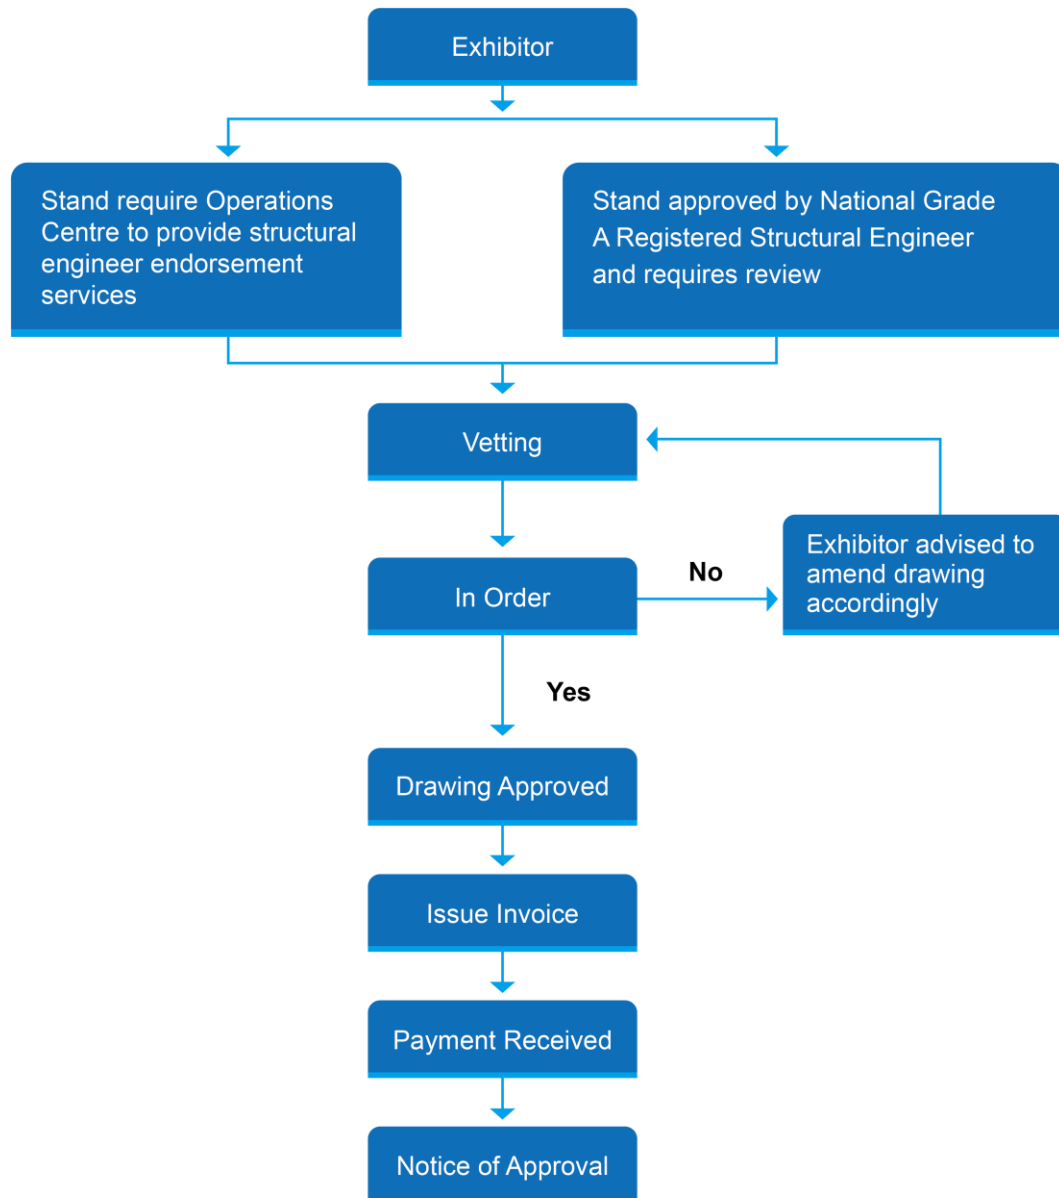 Exhibitor
Stand require Operations
Centre to provide structural
engineer endorsement
services
Stand approved by National Grade
A Registered Structural Engineer
and requires review
Vetting
In Order
No
Exhibitor advised to
amend drawing
accordingly
Yes
Drawing Approved
Issue Invoice
Payment Received
Notice of Approval